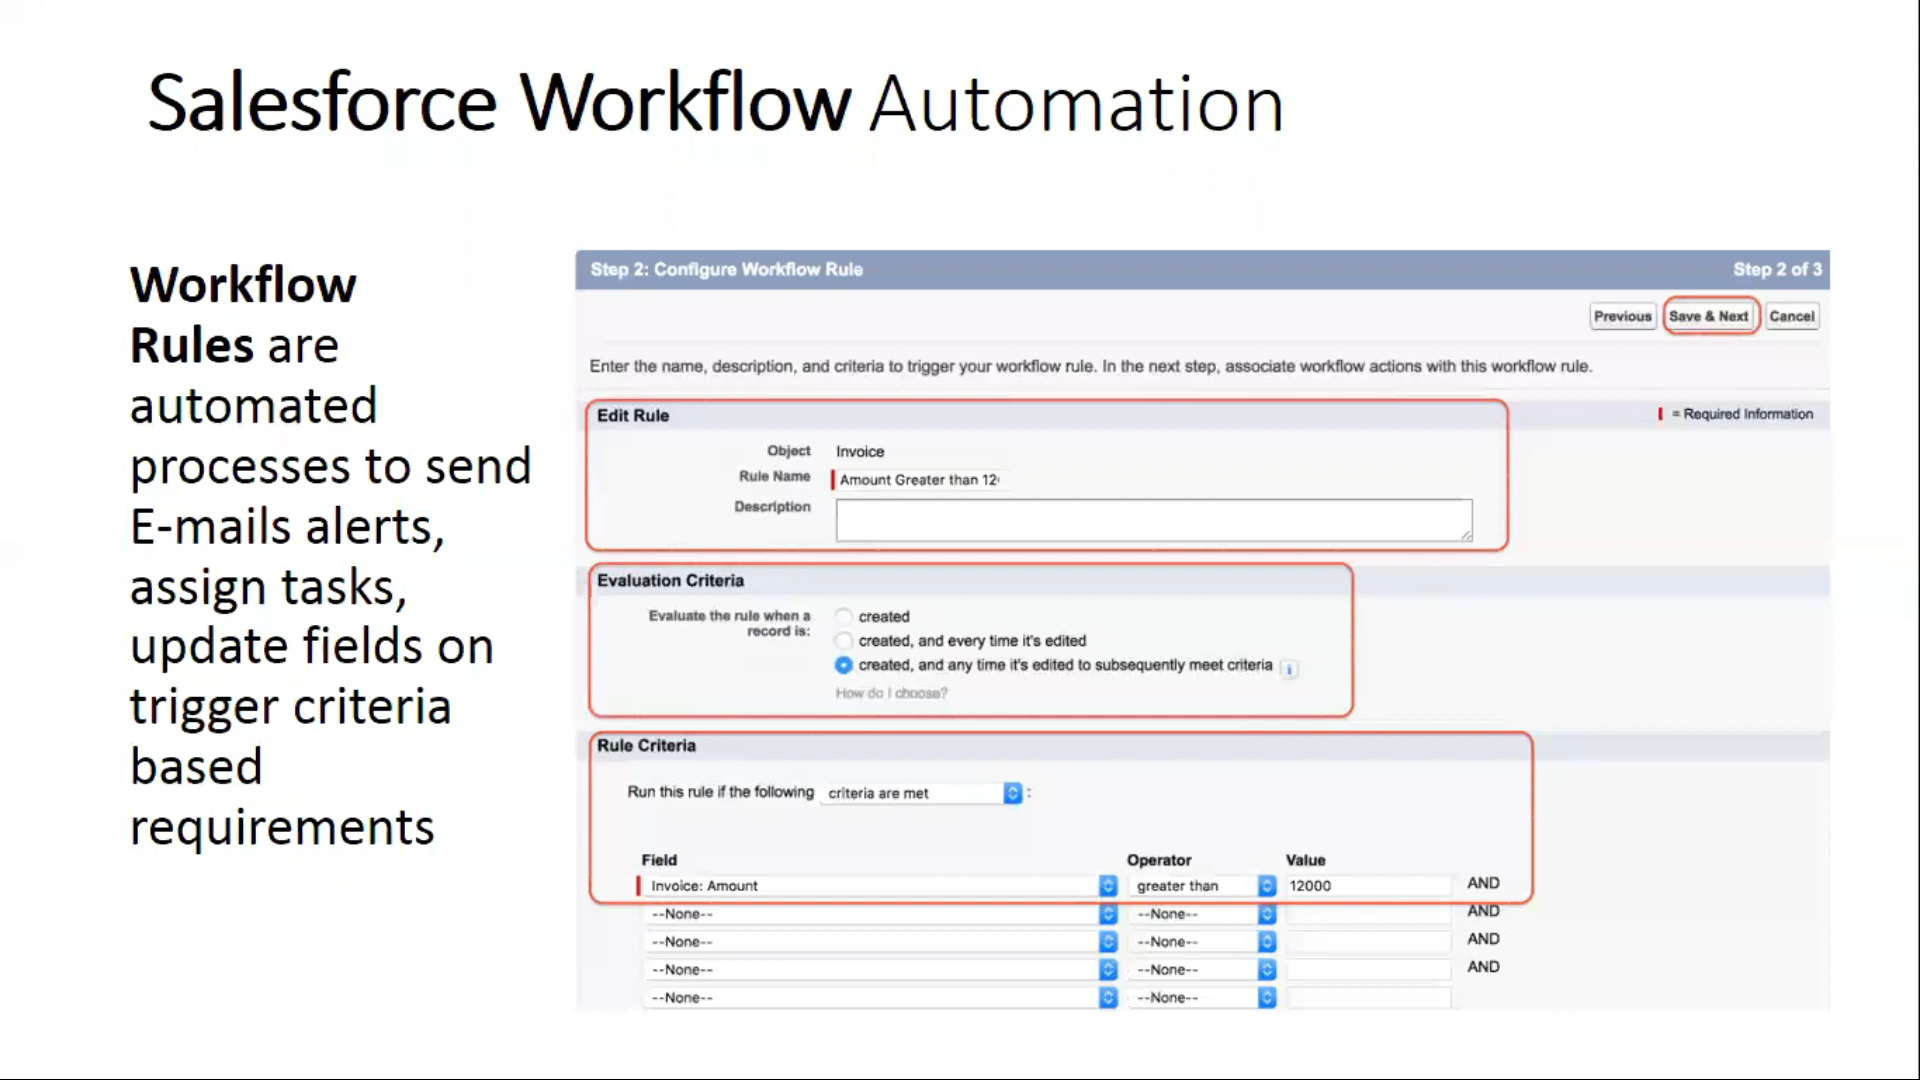 Salesforce Workflow Automation
Workflow
Rules are
automated
processes to send
E-mails alerts,
assign tasks,
update fields on
trigger criteria
based
requirements
Step 2: Configure Workflow Rule Step 2 of 3
Previous Save & Next Cancel
Enter the name, description, and criteria to trigger your workflow rule. In the next step, associate workflow actions with this workflow rule.
Edit Rule = Required Information
Object Invoice
Rule Name Amount Greater than 12
Description
Evaluation Criteria
Evaluate the rule when a
record is:
created
created, and every time it's edited
created, and any time it's edited to subsequently meet criteria i
How do I choose?
Rule Criteria
Run this rule if the following criteria are met :
Field Operator Value
Invoice: Amount greater than 12000 AND
--None-- --None-- AND
--None-- --None-- AND
--None-- --None-- AND
--None-- --None--